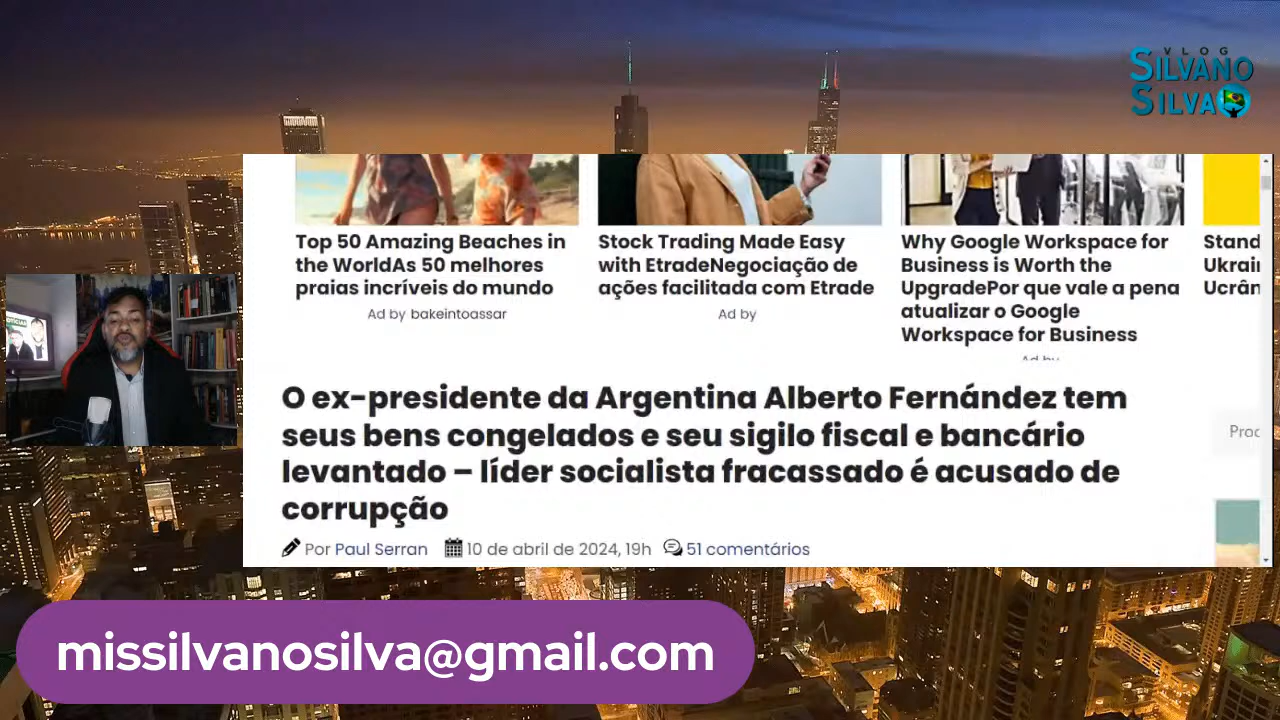 VLOG
SILVANO
SILVA
Top 50 Amazing Beaches in
the WorldAs 50 melhores
praias incríveis do mundo
Ad by bakeintoassar
Stock Trading Made Easy
with EtradeNegociação de
ações facilitada com Etrade
Ad by
Why Google Workspace for
Business is Worth the
UpgradePor que vale a pena
atualizar o Google
Workspace for Business
Ad by
Stand
Ukrai
Ucrân
O ex-presidente da Argentina Alberto Fernández tem
seus bens congelados e seu sigilo fiscal e bancário
levantado – líder socialista fracassado é acusado de
corrupção
Por Paul Serran 10 de abril de 2024, 19h 51 comentários
Proc
missilvanosilva@gmail.com